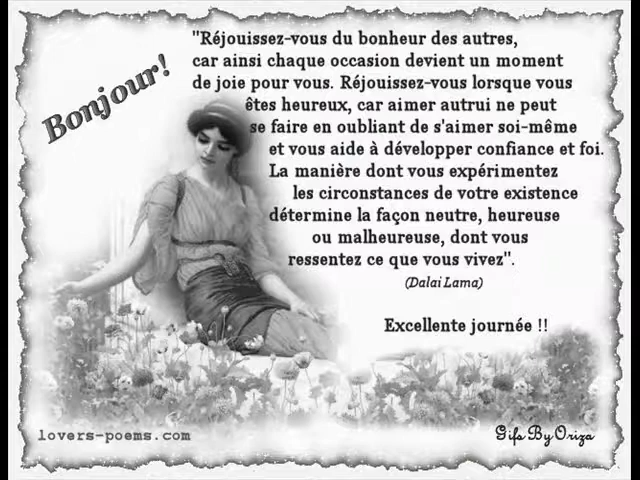 Bonjour!
"Réjouissez-vous du bonheur des autres,
car ainsi chaque occasion devient un moment
de joie pour vous. Réjouissez-vous lorsque vous
êtes heureux, car aimer autrui ne peut
se faire en oubliant de s'aimer soi-même
et vous aide à développer confiance et foi.
La manière dont vous expérimentez
les circonstances de votre existence
détermine la façon neutre, heureuse
ou malheureuse, dont vous
ressentez ce que vous vivez".
(Dalai Lama)
Excellente journée !!
lovers-poems.com
Gifs By Oriza